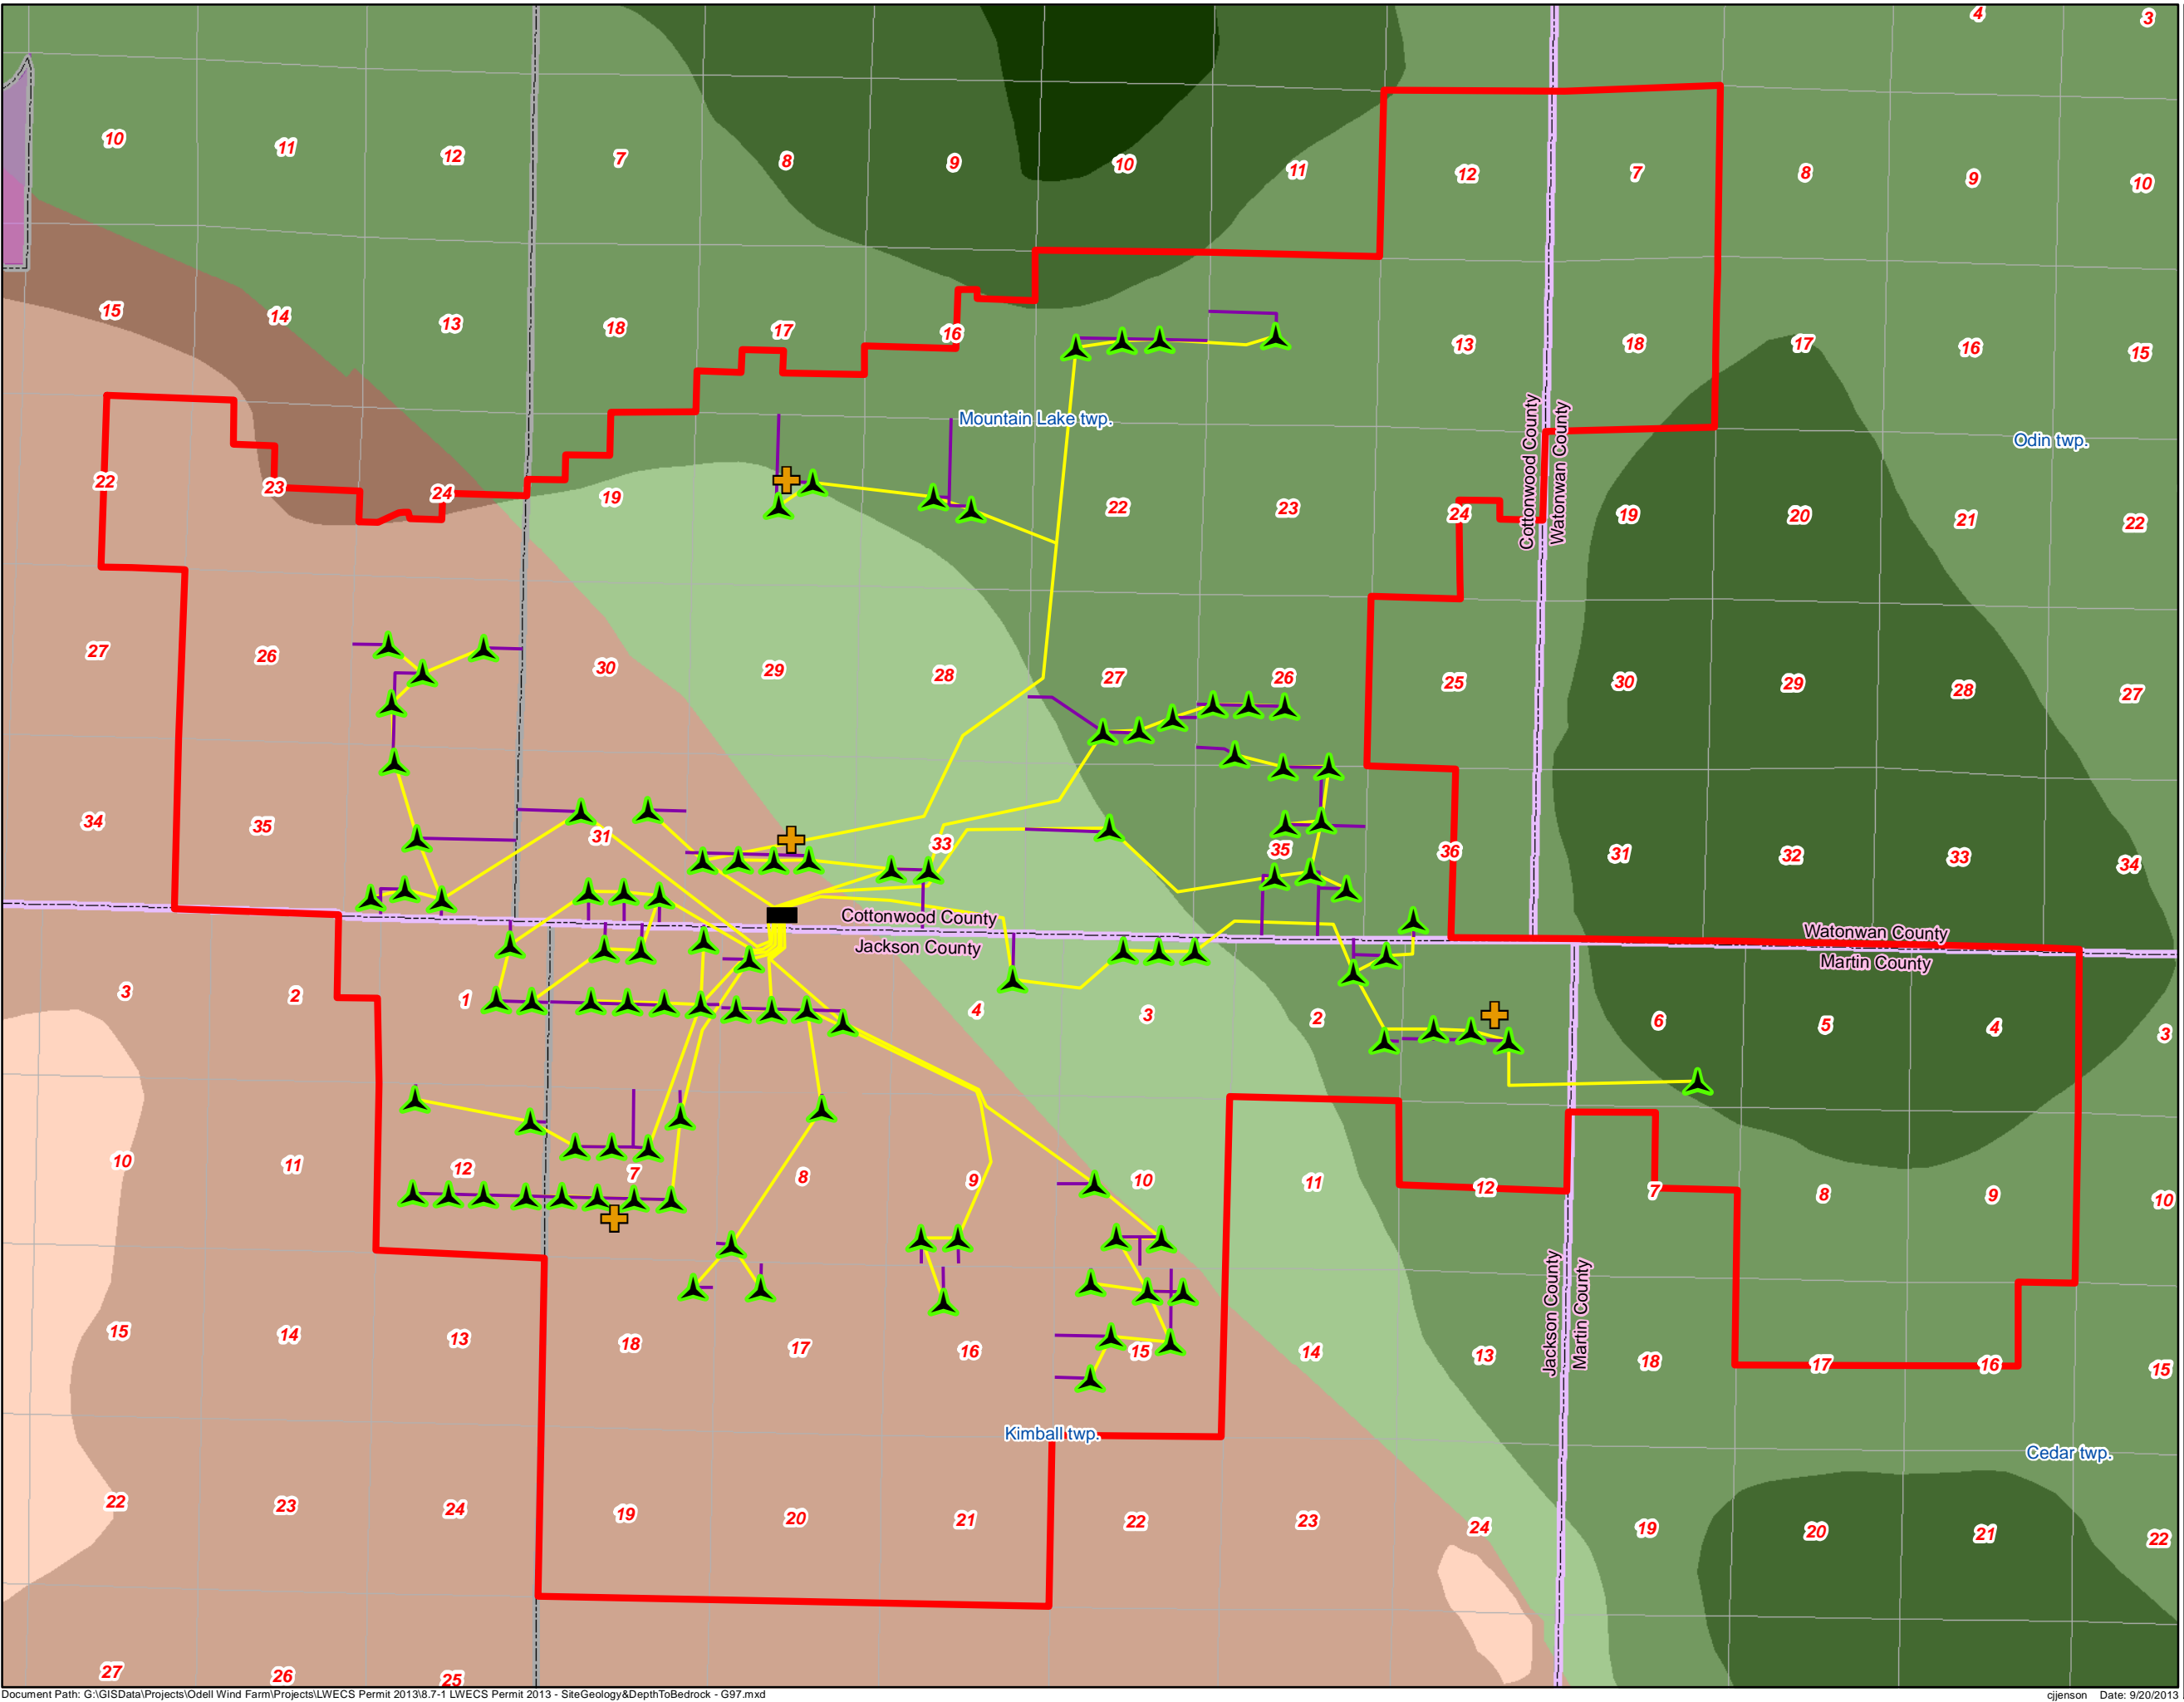 4 3
10 11 12 7 8 9 10 11 12 7 8 9 10
15 14 13 18 17 16 13 18 17 16 15
Mountain Lake twp.
Cottonwood County
Watonwan County
Odin twp.
22 23 24 19 22 23 24 19 20 21 22
27 26 30 29 28 27 26 25 30 29 28 27
34 35 31 33 35 36 31 32 33 34
Cottonwood County
Jackson County
Watonwan County
Martin County
3 2 1 4 3 2 6 5 4 3
10 11 12 7 8 9 10 11 12 7 8 9 10
Jackson County
Martin County
15 14 13 18 17 16 15 14 13 18 17 16 15
Kimball twp.
Cedar twp.
22 23 24 19 20 21 22 23 24 19 20 21 22
27 26 25
Document Path: G:\GISData\Projects\Odell Wind Farm\Projects\LWECS Permit 2013\8.7-1 LWECS Permit 2013 - SiteGeology&DepthToBedrock - G97.mxd
cjjenson Date: 9/20/2013